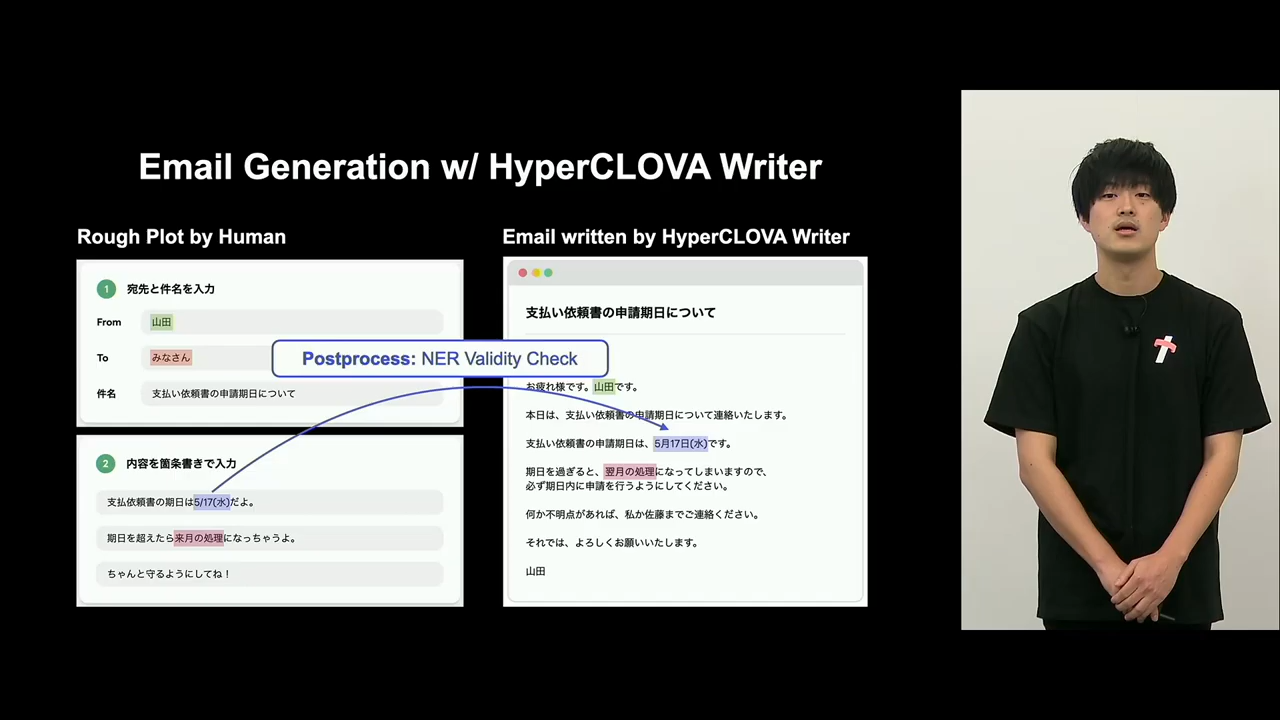 Email Generation w/ HyperCLOVA Writer
Rough Plot by Human
1 宛先と件名を入力
From 山田
To みなさん
件名 支払い依頼書の申請期日について
2 内容を箇条書きで入力
支払依頼書の期日は5/17(水)だよ。
期日を超えたら来月の処理になっちゃうよ。
ちゃんと守るようにしてね！
Postprocess: NER Validity Check
Email written by HyperCLOVA Writer
支払い依頼書の申請期日について
お疲れ様です。山田です。
本日は、支払い依頼書の申請期日について連絡いたします。
支払い依頼書の申請期日は、5月17日(水)です。
期日を過ぎると、翌月の処理になってしまいますので、
必ず期日内に申請を行うようにしてください。
何か不明点があれば、私か佐藤までご連絡ください。
それでは、よろしくお願いいたします。
山田